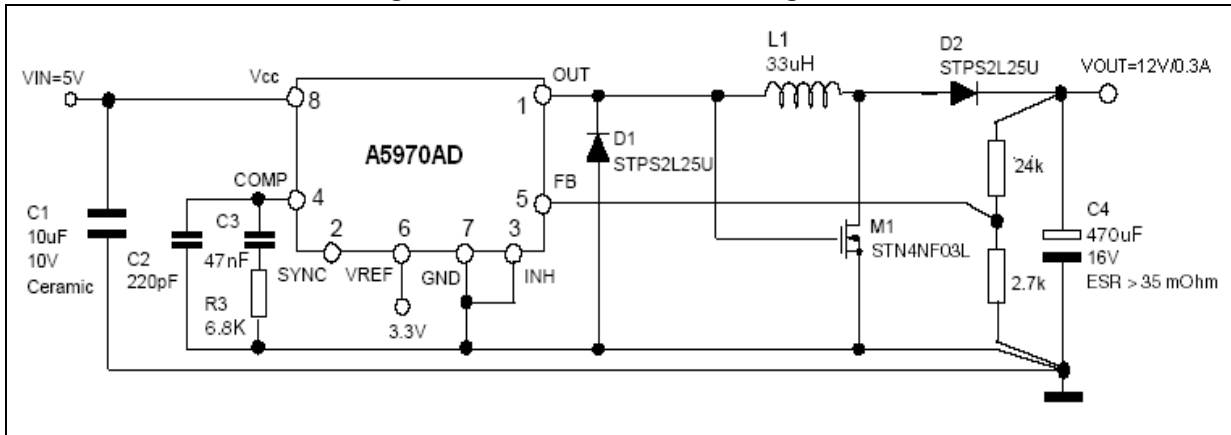 L1
33uH
D2
STPS2L25U
VIN=5V
Vcc
OUT
VOUT=12V/0.3A
8
1
A5970AD
D1
STPS2L25U
24k
COMP
FB
4
5
C1
10uF
10V
Ceramic
C2
220pF
C3
47nF
R3
6.8K
2
6
7
3
SYNC
VREF
GND
INH
3.3V
M1
STN4NF03L
2.7k
C4
470uF
16V
ESR > 35 mOhm